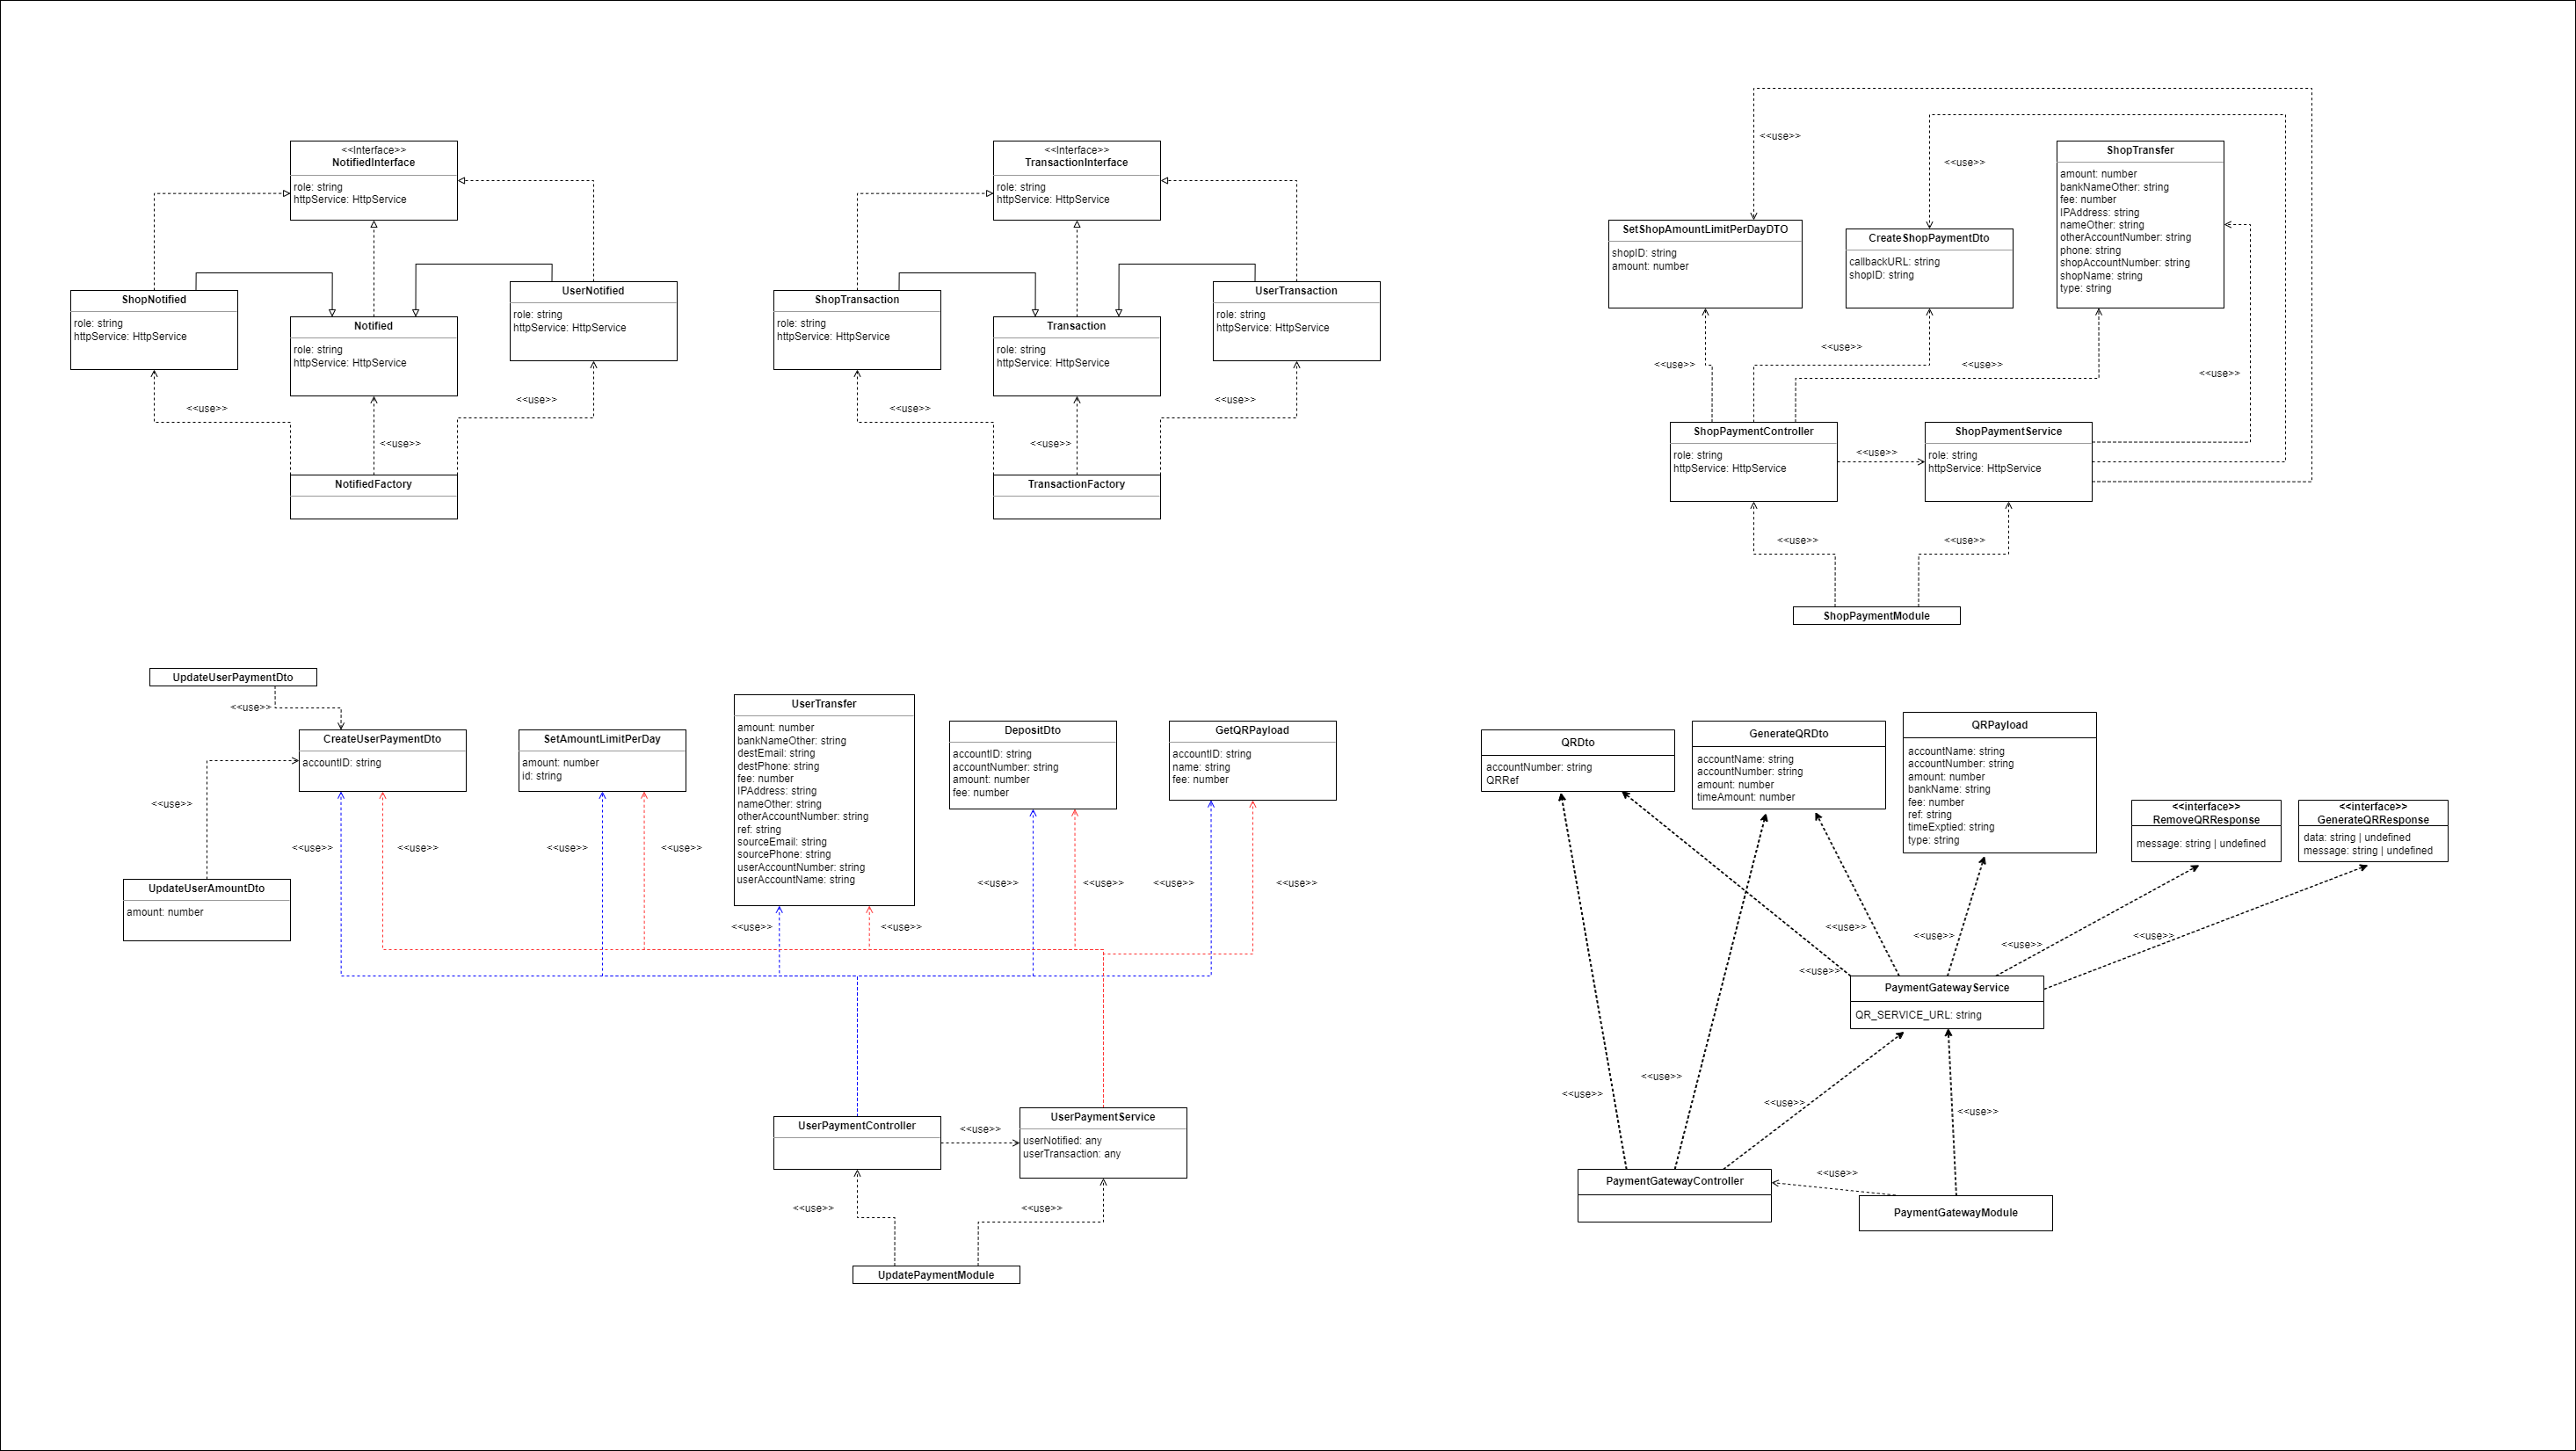 <<Interface>>
NotifiedInterface
role: string
httpService: HttpService
ShopNotified
role: string
httpService: HttpService
Notified
role: string
httpService: HttpService
UserNotified
role: string
httpService: HttpService
<<use>>
<<use>>
<<use>>
NotifiedFactory
<<Interface>>
TransactionInterface
role: string
httpService: HttpService
ShopTransaction
role: string
httpService: HttpService
Transaction
role: string
httpService: HttpService
UserTransaction
role: string
httpService: HttpService
<<use>>
<<use>>
<<use>>
TransactionFactory
<<use>>
<<use>>
SetShopAmountLimitPerDayDTO
shopID: string
amount: number
CreateShopPaymentDto
callbackURL: string
shopID: string
ShopTransfer
amount: number
bankNameOther: string
fee: number
IPAddress: string
nameOther: string
otherAccountNumber: string
phone: string
shopAccountNumber: string
shopName: string
type: string
<<use>>
<<use>>
<<use>>
<<use>>
ShopPaymentController
role: string
httpService: HttpService
<<use>>
ShopPaymentService
role: string
httpService: HttpService
<<use>>
<<use>>
ShopPaymentModule
UpdateUserPaymentDto
<<use>>
CreateUserPaymentDto
accountID: string
SetAmountLimitPerDay
amount: number
id: string
UserTransfer
amount: number
bankNameOther: string
destEmail: string
destPhone: string
fee: number
IPAddress: string
nameOther: string
otherAccountNumber: string
ref: string
sourceEmail: string
sourcePhone: string
userAccountNumber: string
userAccountName: string
DepositDto
accountID: string
accountNumber: string
amount: number
fee: number
GetQRPayload
accountID: string
name: string
fee: number
<<use>>
<<use>>
<<use>>
<<use>>
<<use>>
<<use>>
<<use>>
<<use>>
<<use>>
<<use>>
<<use>>
UpdateUserAmountDto
amount: number
UserPaymentController
<<use>>
UserPaymentService
userNotified: any
userTransaction: any
<<use>>
<<use>>
UpdatePaymentModule
QRDto
accountNumber: string
QRRef
GenerateQRDto
accountName: string
accountNumber: string
amount: number
timeAmount: number
QRPayload
accountName: string
accountNumber: string
amount: number
bankName: string
fee: number
ref: string
timeExptied: string
type: string
<<interface>>
RemoveQRResponse
message: string | undefined
<<interface>>
GenerateQRResponse
data: string | undefined
message: string | undefined
<<use>>
<<use>>
<<use>>
<<use>>
<<use>>
PaymentGatewayService
QR_SERVICE_URL: string
<<use>>
<<use>>
<<use>>
<<use>>
PaymentGatewayController
<<use>>
PaymentGatewayModule